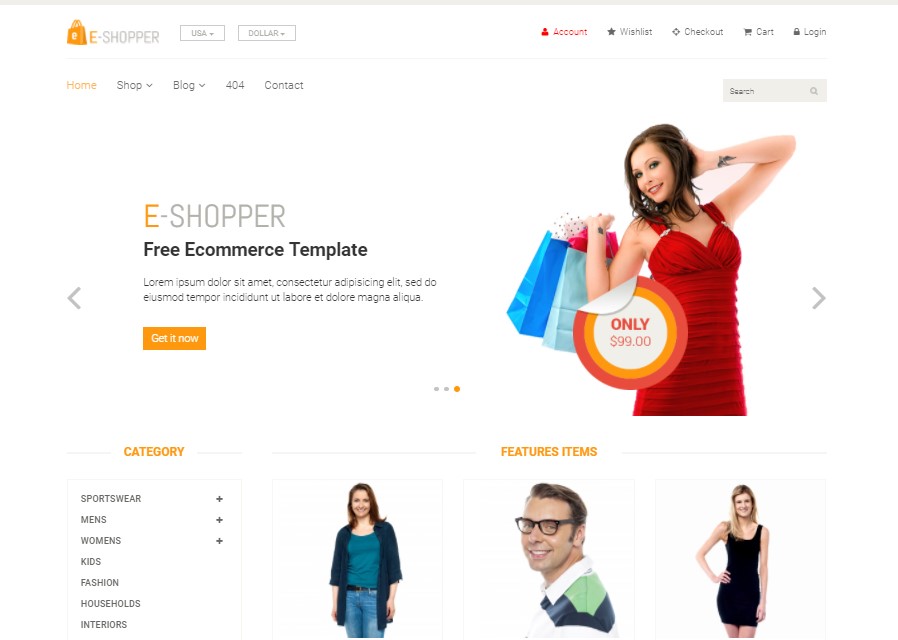 e E-SHOPPER
USA
DOLLAR
Account
Wishlist
Checkout
Cart
Login
Home
Shop
Blog
404
Contact
Search
E-SHOPPER
Free Ecommerce Template
Lorem ipsum dolor sit amet, consectetur adipisicing elit, sed do
eiusmod tempor incididunt ut labore et dolore magna aliqua.
Get it now
ONLY
$99.00
CATEGORY
SPORTSWEAR
MENS
WOMENS
KIDS
FASHION
HOUSEHOLDS
INTERIORS
FEATURES ITEMS